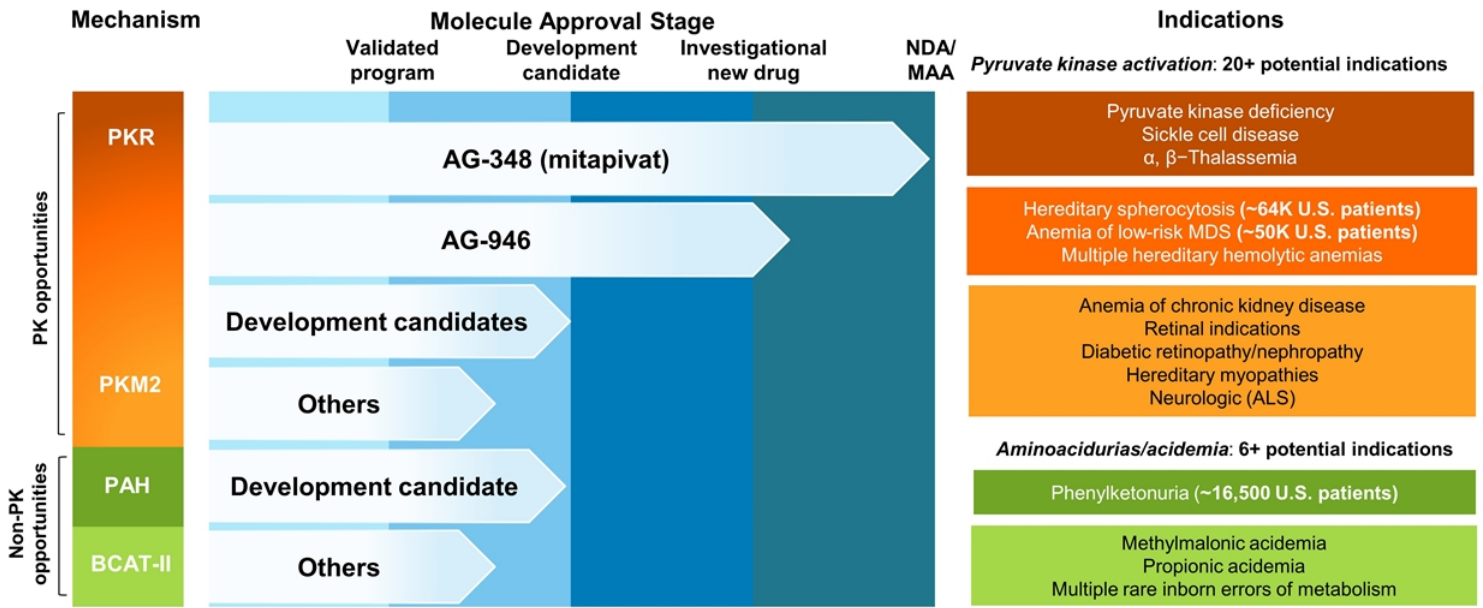 Mechanism
Molecule Approval Stage
Indications
Validated
program
Development
candidate
Investigational
new drug
NDA/
MAA
Pyruvate kinase activation: 20+ potential indications
PK opportunities
PKR
AG-348 (mitapivat)
Pyruvate kinase deficiency
Sickle cell disease
α, β−Thalassemia
AG-946
Hereditary spherocytosis (~64K U.S. patients)
Anemia of low-risk MDS (~50K U.S. patients)
Multiple hereditary hemolytic anemias
Development candidates
PKM2
Others
Anemia of chronic kidney disease
Retinal indications
Diabetic retinopathy/nephropathy
Hereditary myopathies
Neurologic (ALS)
Aminoacidurias/acidemia: 6+ potential indications
Non-PK
opportunities
PAH
Development candidate
Phenylketonuria (~16,500 U.S. patients)
BCAT-II
Others
Methylmalonic acidemia
Propionic acidemia
Multiple rare inborn errors of metabolism